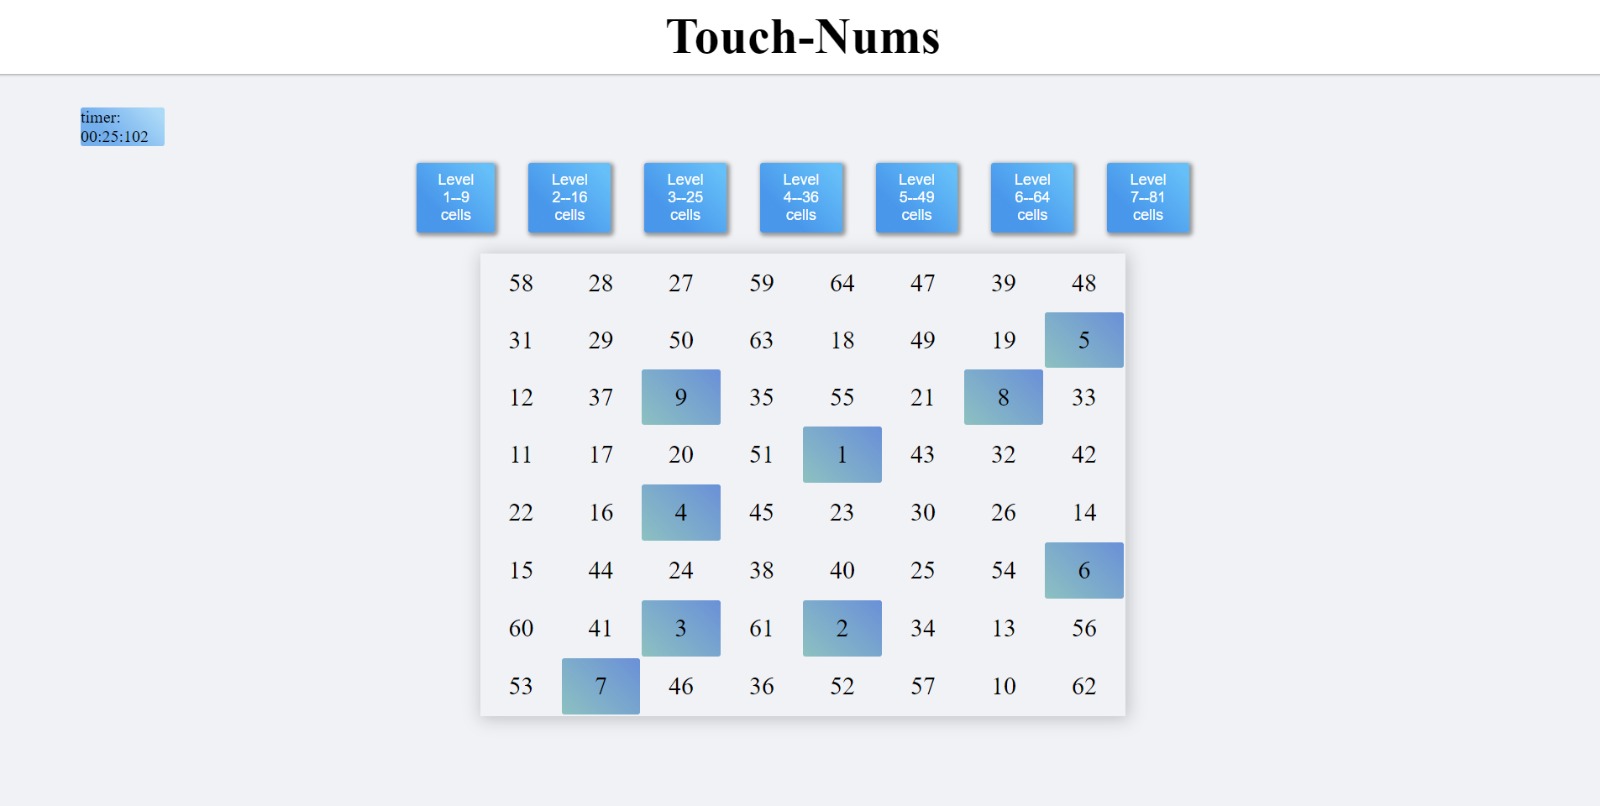 Touch-Nums
timer:
00:25:102
Level
1--9
cells
Level
2--16
cells
Level
3--25
cells
Level
4--36
cells
Level
5--49
cells
Level
6--64
cells
Level
7--81
cells
58 28 27 59 64 47 39 48
31 29 50 63 18 49 19 5
12 37 9 35 55 21 8 33
11 17 20 51 1 43 32 42
22 16 4 45 23 30 26 14
15 44 24 38 40 25 54 6
60 41 3 61 2 34 13 56
53 7 46 36 52 57 10 62